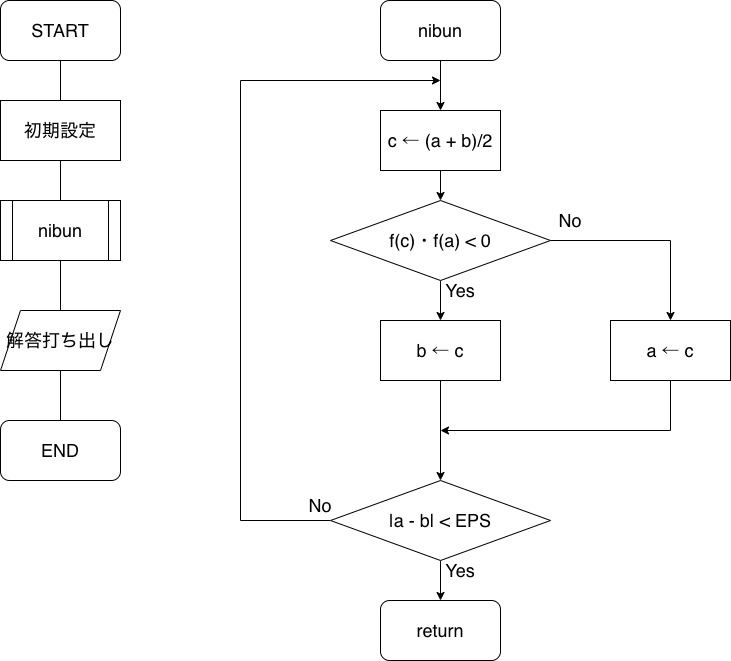 START
初期設定
nibun
解答打ち出し
END
nibun
c ← (a + b)/2
f(c)・f(a) < 0
No
Yes
b ← c
a ← c
|a - b| < EPS
No
Yes
return